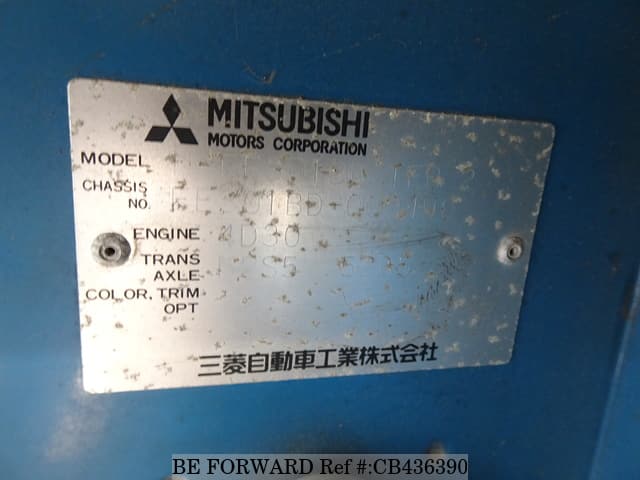 MITSUBISHI
MOTORS CORPORATION
MODEL
CHASSIS
NO.
ENGINE 4D30
TRANS
AXLE
COLOR, TRIM
OPT
三菱自動車工業株式会社
BE FORWARD Ref #:CB436390